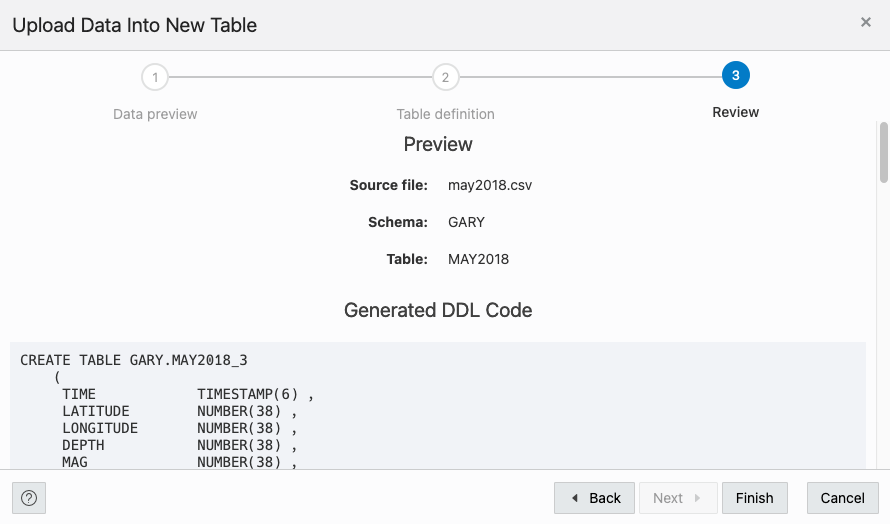 Upload Data Into New Table
×
1 2 3
Data preview Table definition Review
Preview
Source file: may2018.csv
Schema: GARY
Table: MAY2018
Generated DDL Code
CREATE TABLE GARY.MAY2018_3
(
TIME TIMESTAMP(6) ,
LATITUDE NUMBER(38) ,
LONGITUDE NUMBER(38) ,
DEPTH NUMBER(38) ,
MAG NUMBER(38) ,
? Back Next Finish Cancel